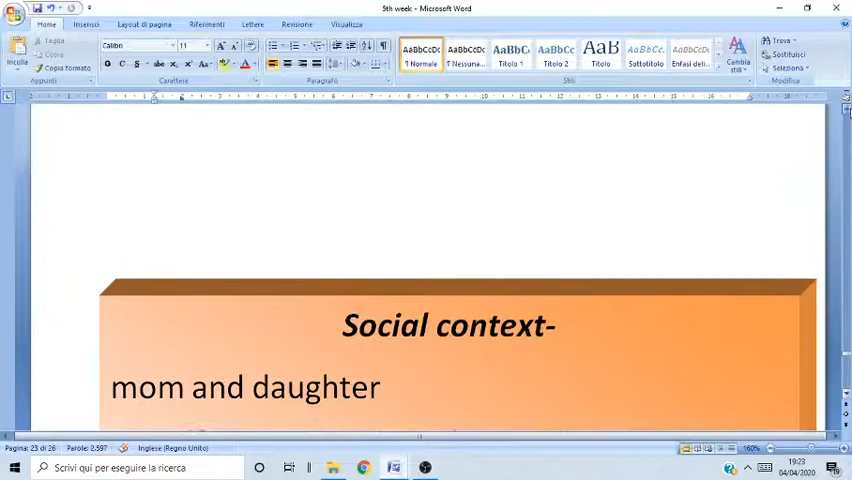 5th week - Microsoft Word
Home Inserisci Layout di pagina Riferimenti Lettere Revisione Visualizza
Incolla
Taglia
Copia
Copia formato
Appunti
Calibri 11
Carattere
Paragrafo
AaBbCcDc AaBbCcDc AaBbC AaBbCc AaB AaBbCc. AaBbCcDc
¶ Normale ¶ Nessuna... Titolo 1 Titolo 2 Titolo Sottotitolo Enfasi deli...
Cambia stili
Stili
Trova
Sostituisci
Seleziona
Modifica
Social context-
mom and daughter
Pagina: 23 di 26 Parole: 2.597 Inglese (Regno Unito) 160%
Scrivi qui per eseguire la ricerca
19:23
04/04/2020
19